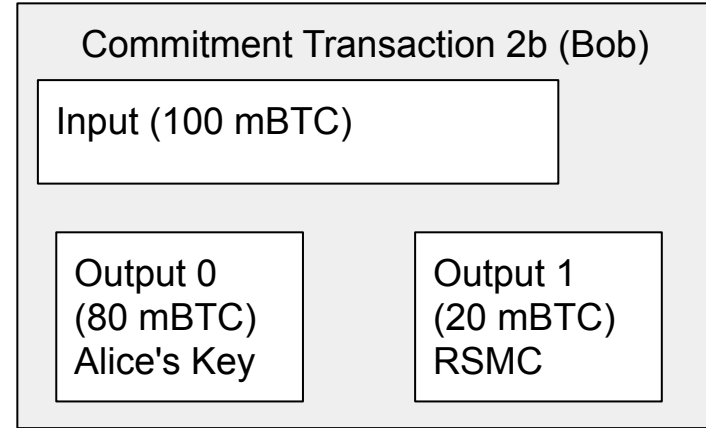 Commitment Transaction 2b (Bob)
Input (100 mBTC)
Output 0
(80 mBTC)
Alice's Key
Output 1
(20 mBTC)
RSMC